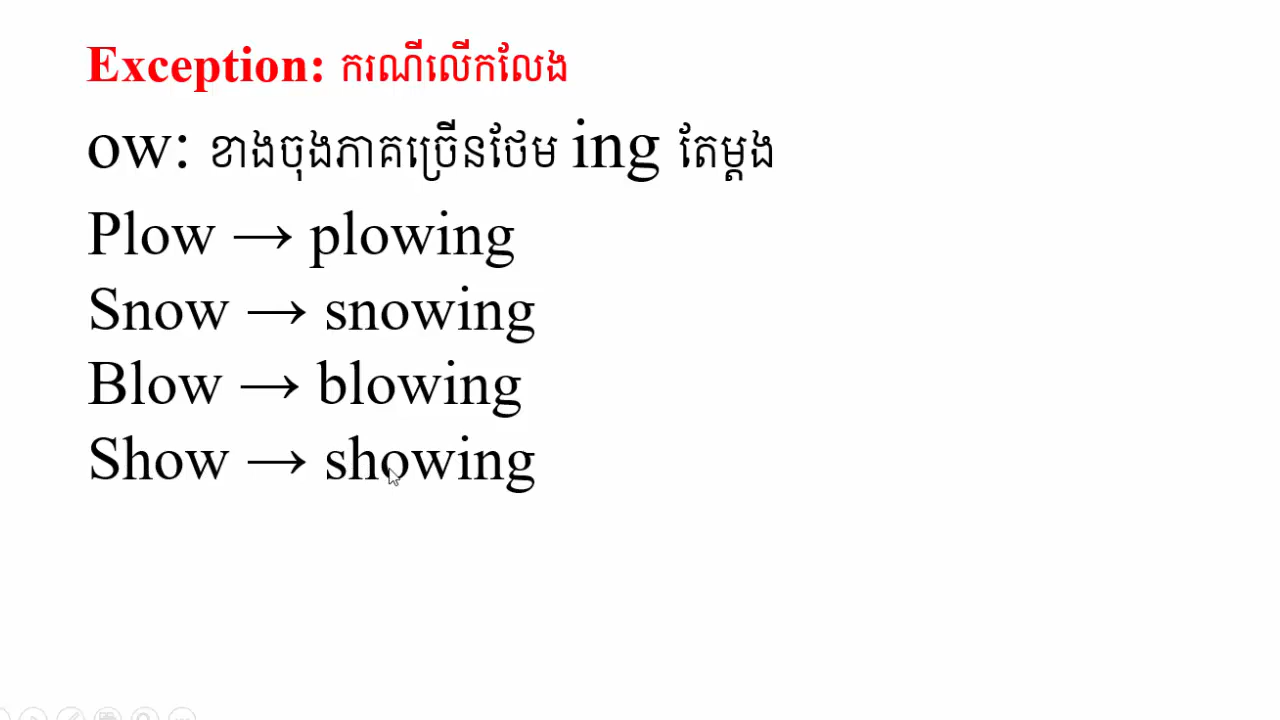 Exception: ករណីលើកលែង
ow: ខាងចុងភាគច្រើនថែម ing តែម្ដង
Plow → plowing
Snow → snowing
Blow → blowing
Show → showing